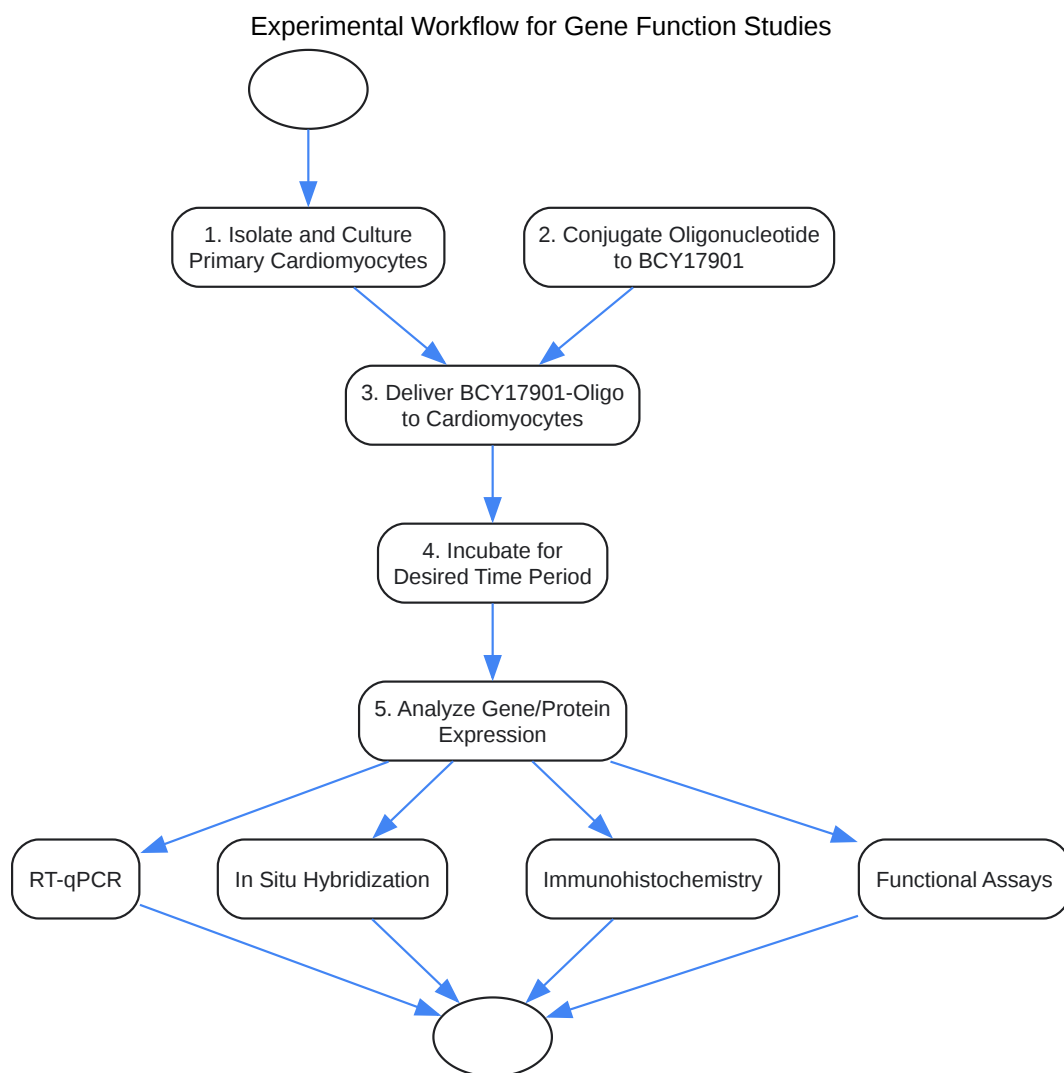 Experimental Workflow for Gene Function Studies
1. Isolate and Culture
Primary Cardiomyocytes
2. Conjugate Oligonucleotide
to BCY17901
3. Deliver BCY17901-Oligo
to Cardiomyocytes
4. Incubate for
Desired Time Period
5. Analyze Gene/Protein
Expression
RT-qPCR
In Situ Hybridization
Immunohistochemistry
Functional Assays